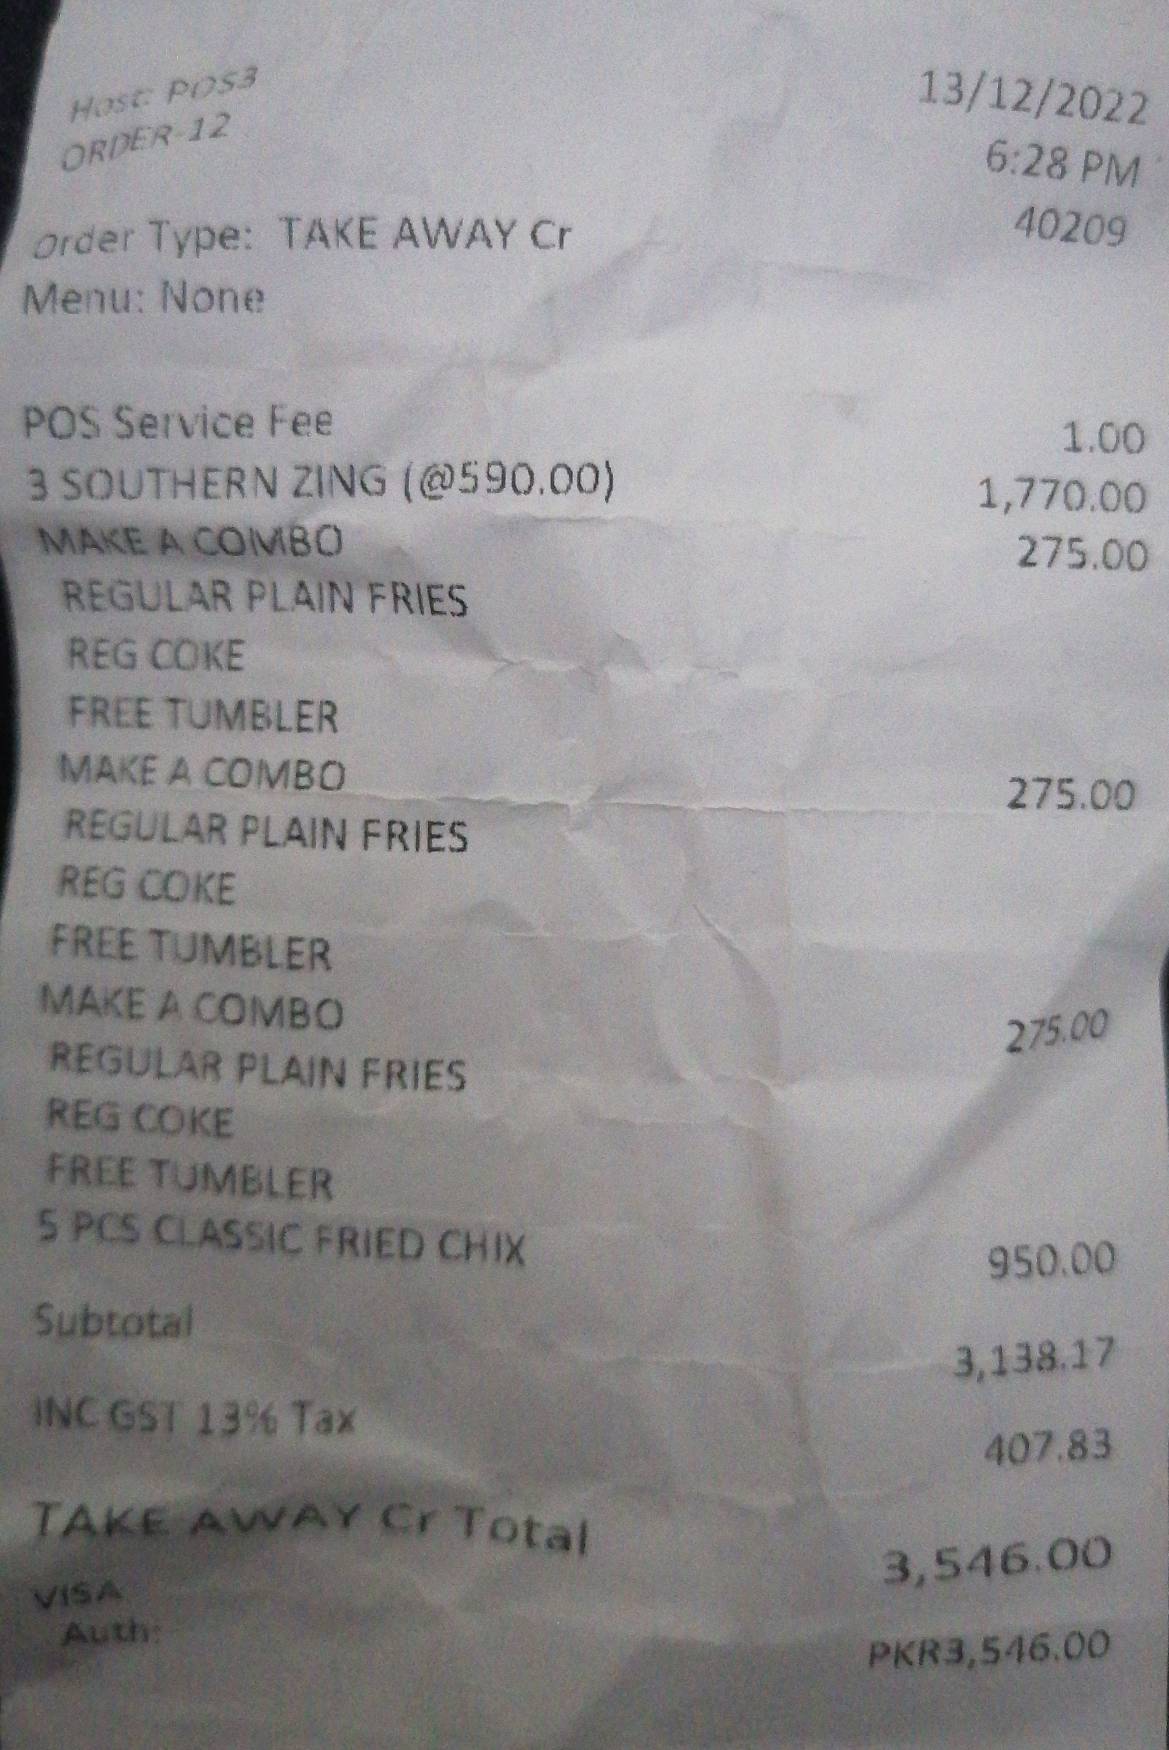 Host: POS3 13/12/2022
ORDER-12 6:28 PM
40209
Order Type: TAKE AWAY Cr
Menu: None
POS Service Fee 1.00
3 SOUTHERN ZING (@590.00) 1,770.00
MAKE A COMBO 275.00
REGULAR PLAIN FRIES
REG COKE
FREE TUMBLER
MAKE A COMBO 275.00
REGULAR PLAIN FRIES
REG COKE
FREE TUMBLER
MAKE A COMBO 275.00
REGULAR PLAIN FRIES
REG COKE
FREE TUMBLER
5 PCS CLASSIC FRIED CHIX 950.00
Subtotal 3,138.17
INC GST 13% Tax 407.83
TAKE AWAY Cr Total 3,546.00
VISA
Auth: PKR3,546.00